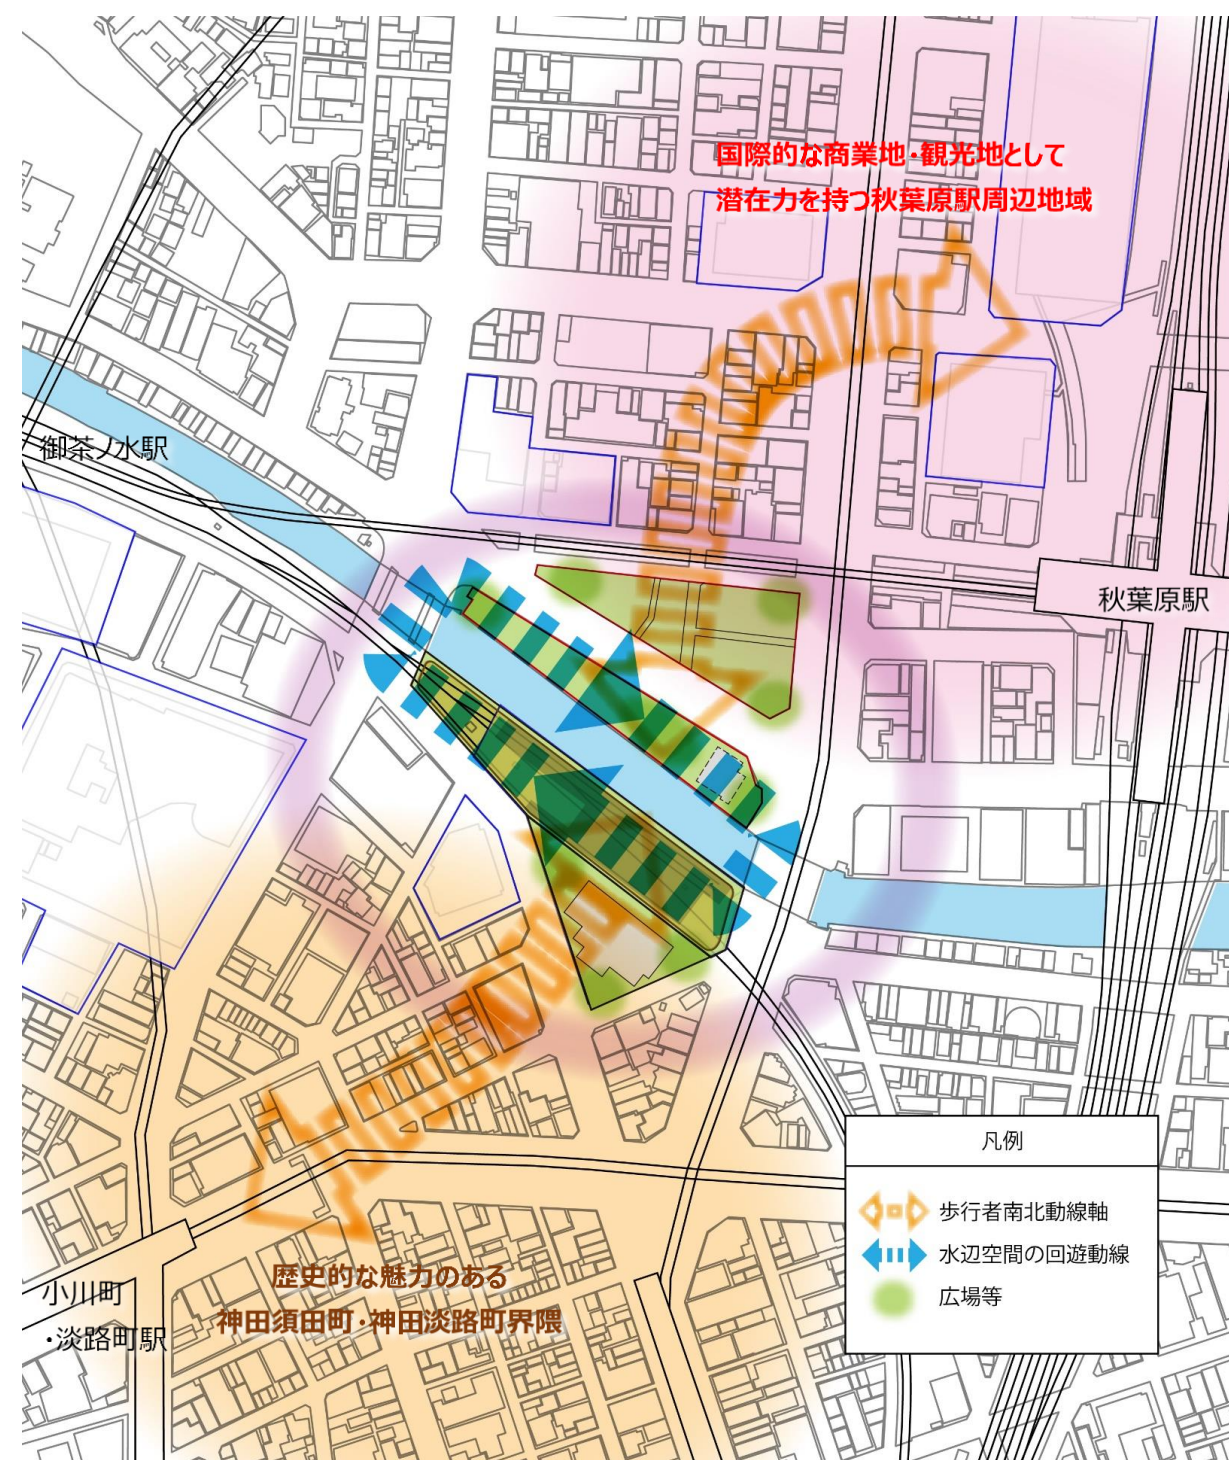 国際的な商業地・観光地として
潜在力を持つ秋葉原駅周辺地域
御茶ノ水駅
秋葉原駅
凡例
歩行者南北動線軸
水辺空間の回遊動線
広場等
歴史的な魅力のある
神田須田町・神田淡路町界隈
小川町
・淡路町駅